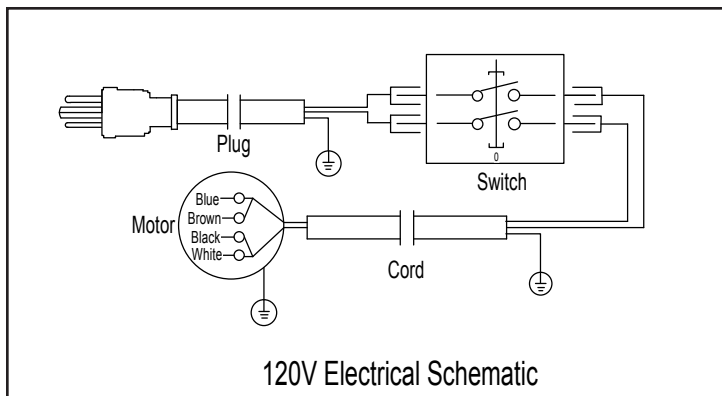 Plug
0
Switch
Blue
Brown
Motor
Black
White
Cord
120V Electrical Schematic